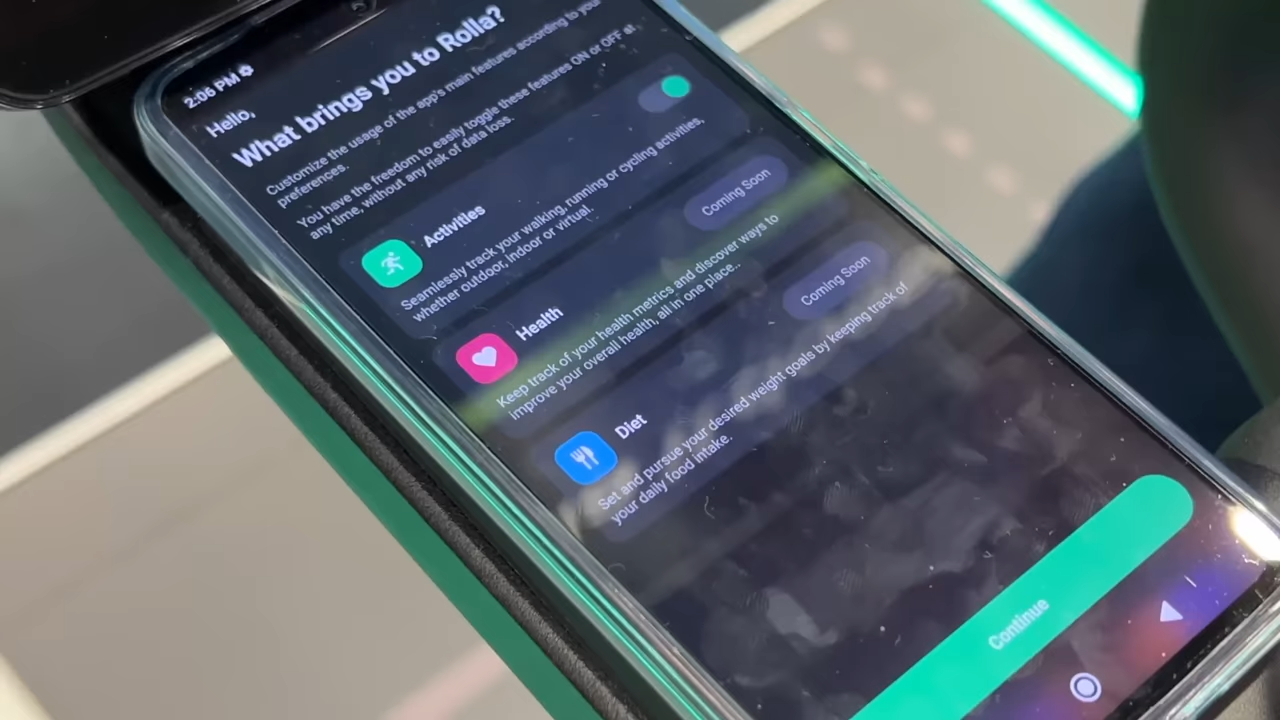 2:06 PM
Hello,
What brings you to Rolla?
Customize the usage of the app's main features according to your
preferences.
You have the freedom to easily toggle these features ON or OFF at
any time, without any risk of data loss.
Activities
Seamlessly track your walking, running or cycling activities,
whether outdoor, indoor or virtual.
Health
Coming Soon
Keep track of your health metrics and discover ways to
improve your overall health, all in one place..
Diet
Coming Soon
Set and pursue your desired weight goals by keeping track of
your daily food intake.
Continue